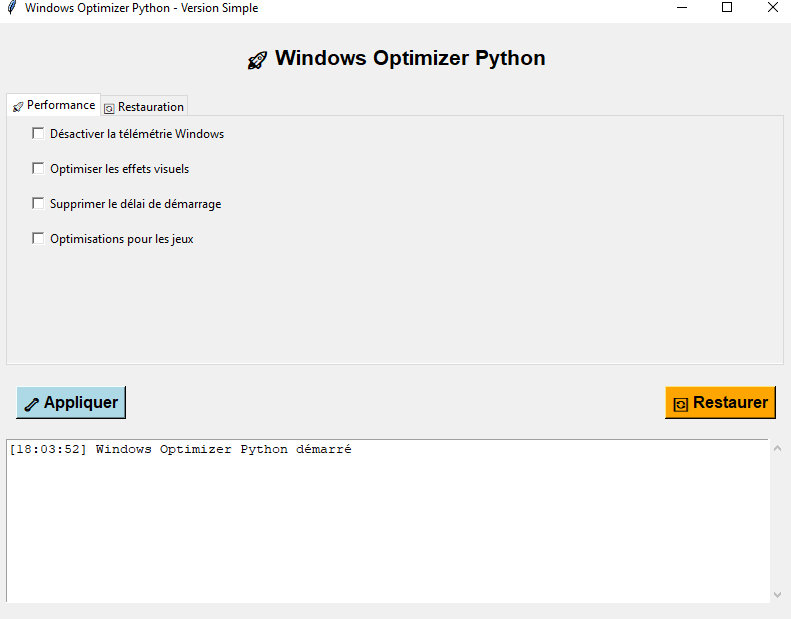 Windows Optimizer Python - Version Simple
Windows Optimizer Python
Performance
Restauration
Désactiver la télémétrie Windows
Optimiser les effets visuels
Supprimer le délai de démarrage
Optimisations pour les jeux
Appliquer
Restaurer
[18:03:52] Windows Optimizer Python démarré